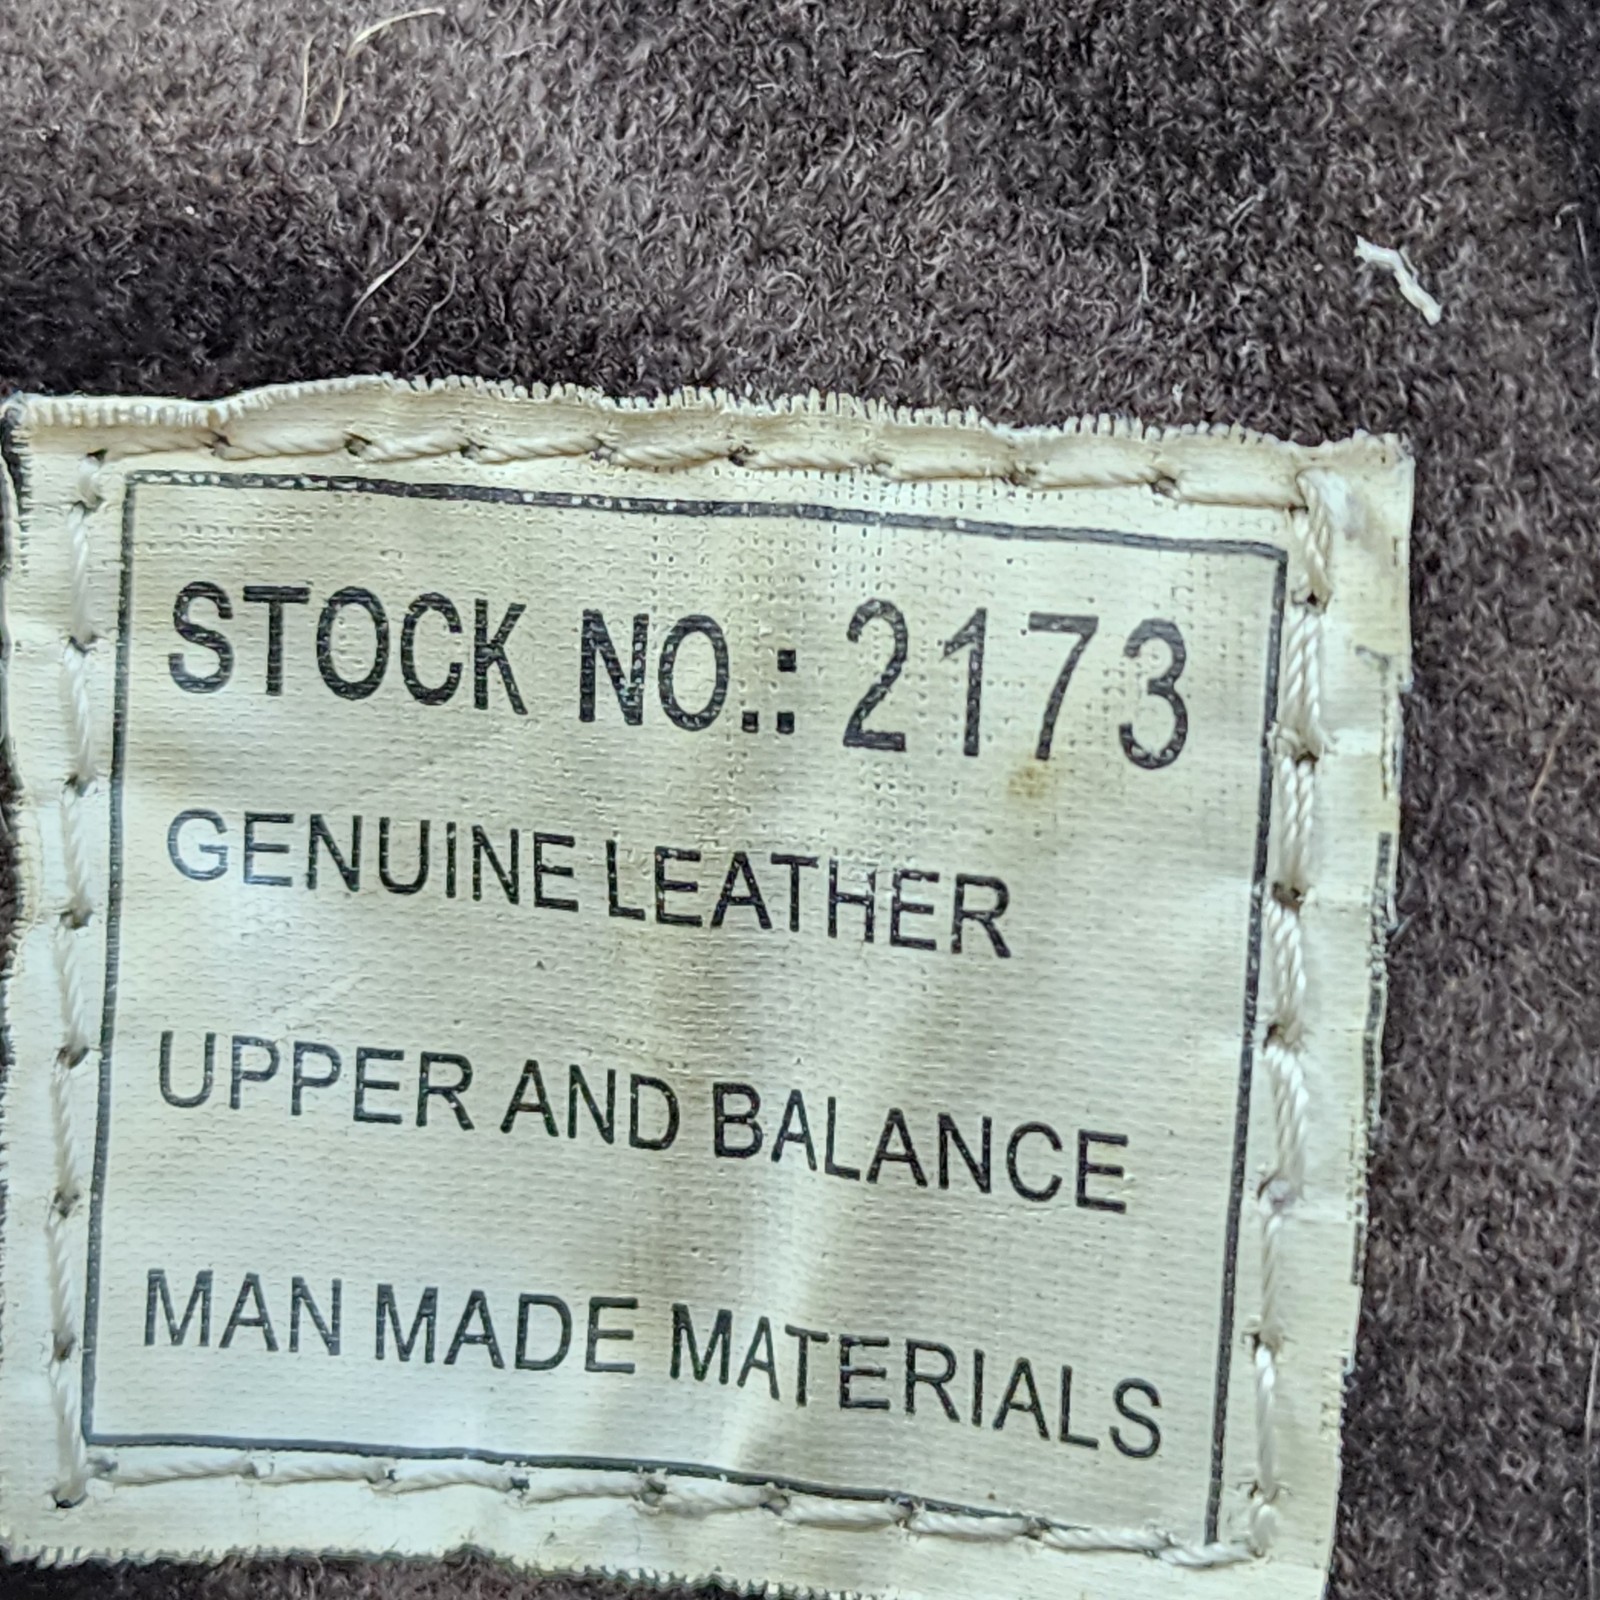 STOCK NO.: 2173
GENUINE LEATHER
UPPER AND BALANCE
MAN MADE MATERIALS